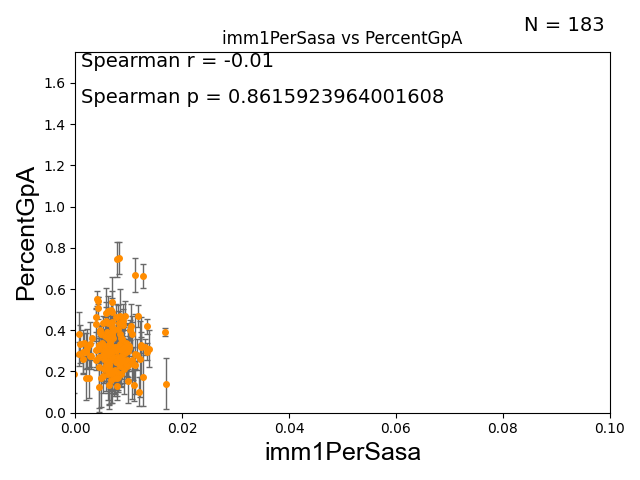 N = 183
imm1PerSasa vs PercentGpA
Spearman r = -0.01
Spearman p = 0.8615923964001608
PercentGpA
1.6
1.4
1.2
1.0
0.8
0.6
0.4
0.2
0.0
0.00 0.02 0.04 0.06 0.08 0.10
imm1PerSasa